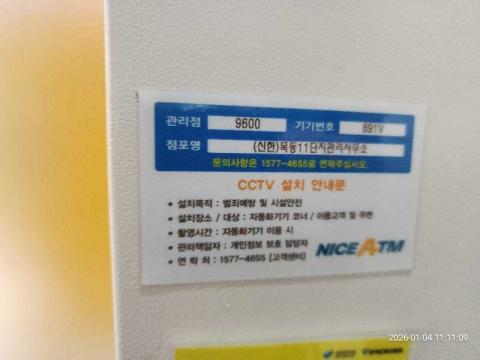 관리점 9600 기기번호 891V
점포명 (신한)목동11단지관리사무소
문의사항은 1577-4655로 연락주십시오.
CCTV 설치 안내문
• 설치목적 : 범죄예방 및 시설안전
• 설치장소 / 대상 : 자동화기기 코너 / 이용고객 및 주변
• 촬영시간 : 자동화기기 이용 시
• 관리책임자 : 개인정보 보호 담당자
• 연 락 처 : 1577-4655 [고객센터]
NICE ATM
2026-01-04 11:11:09